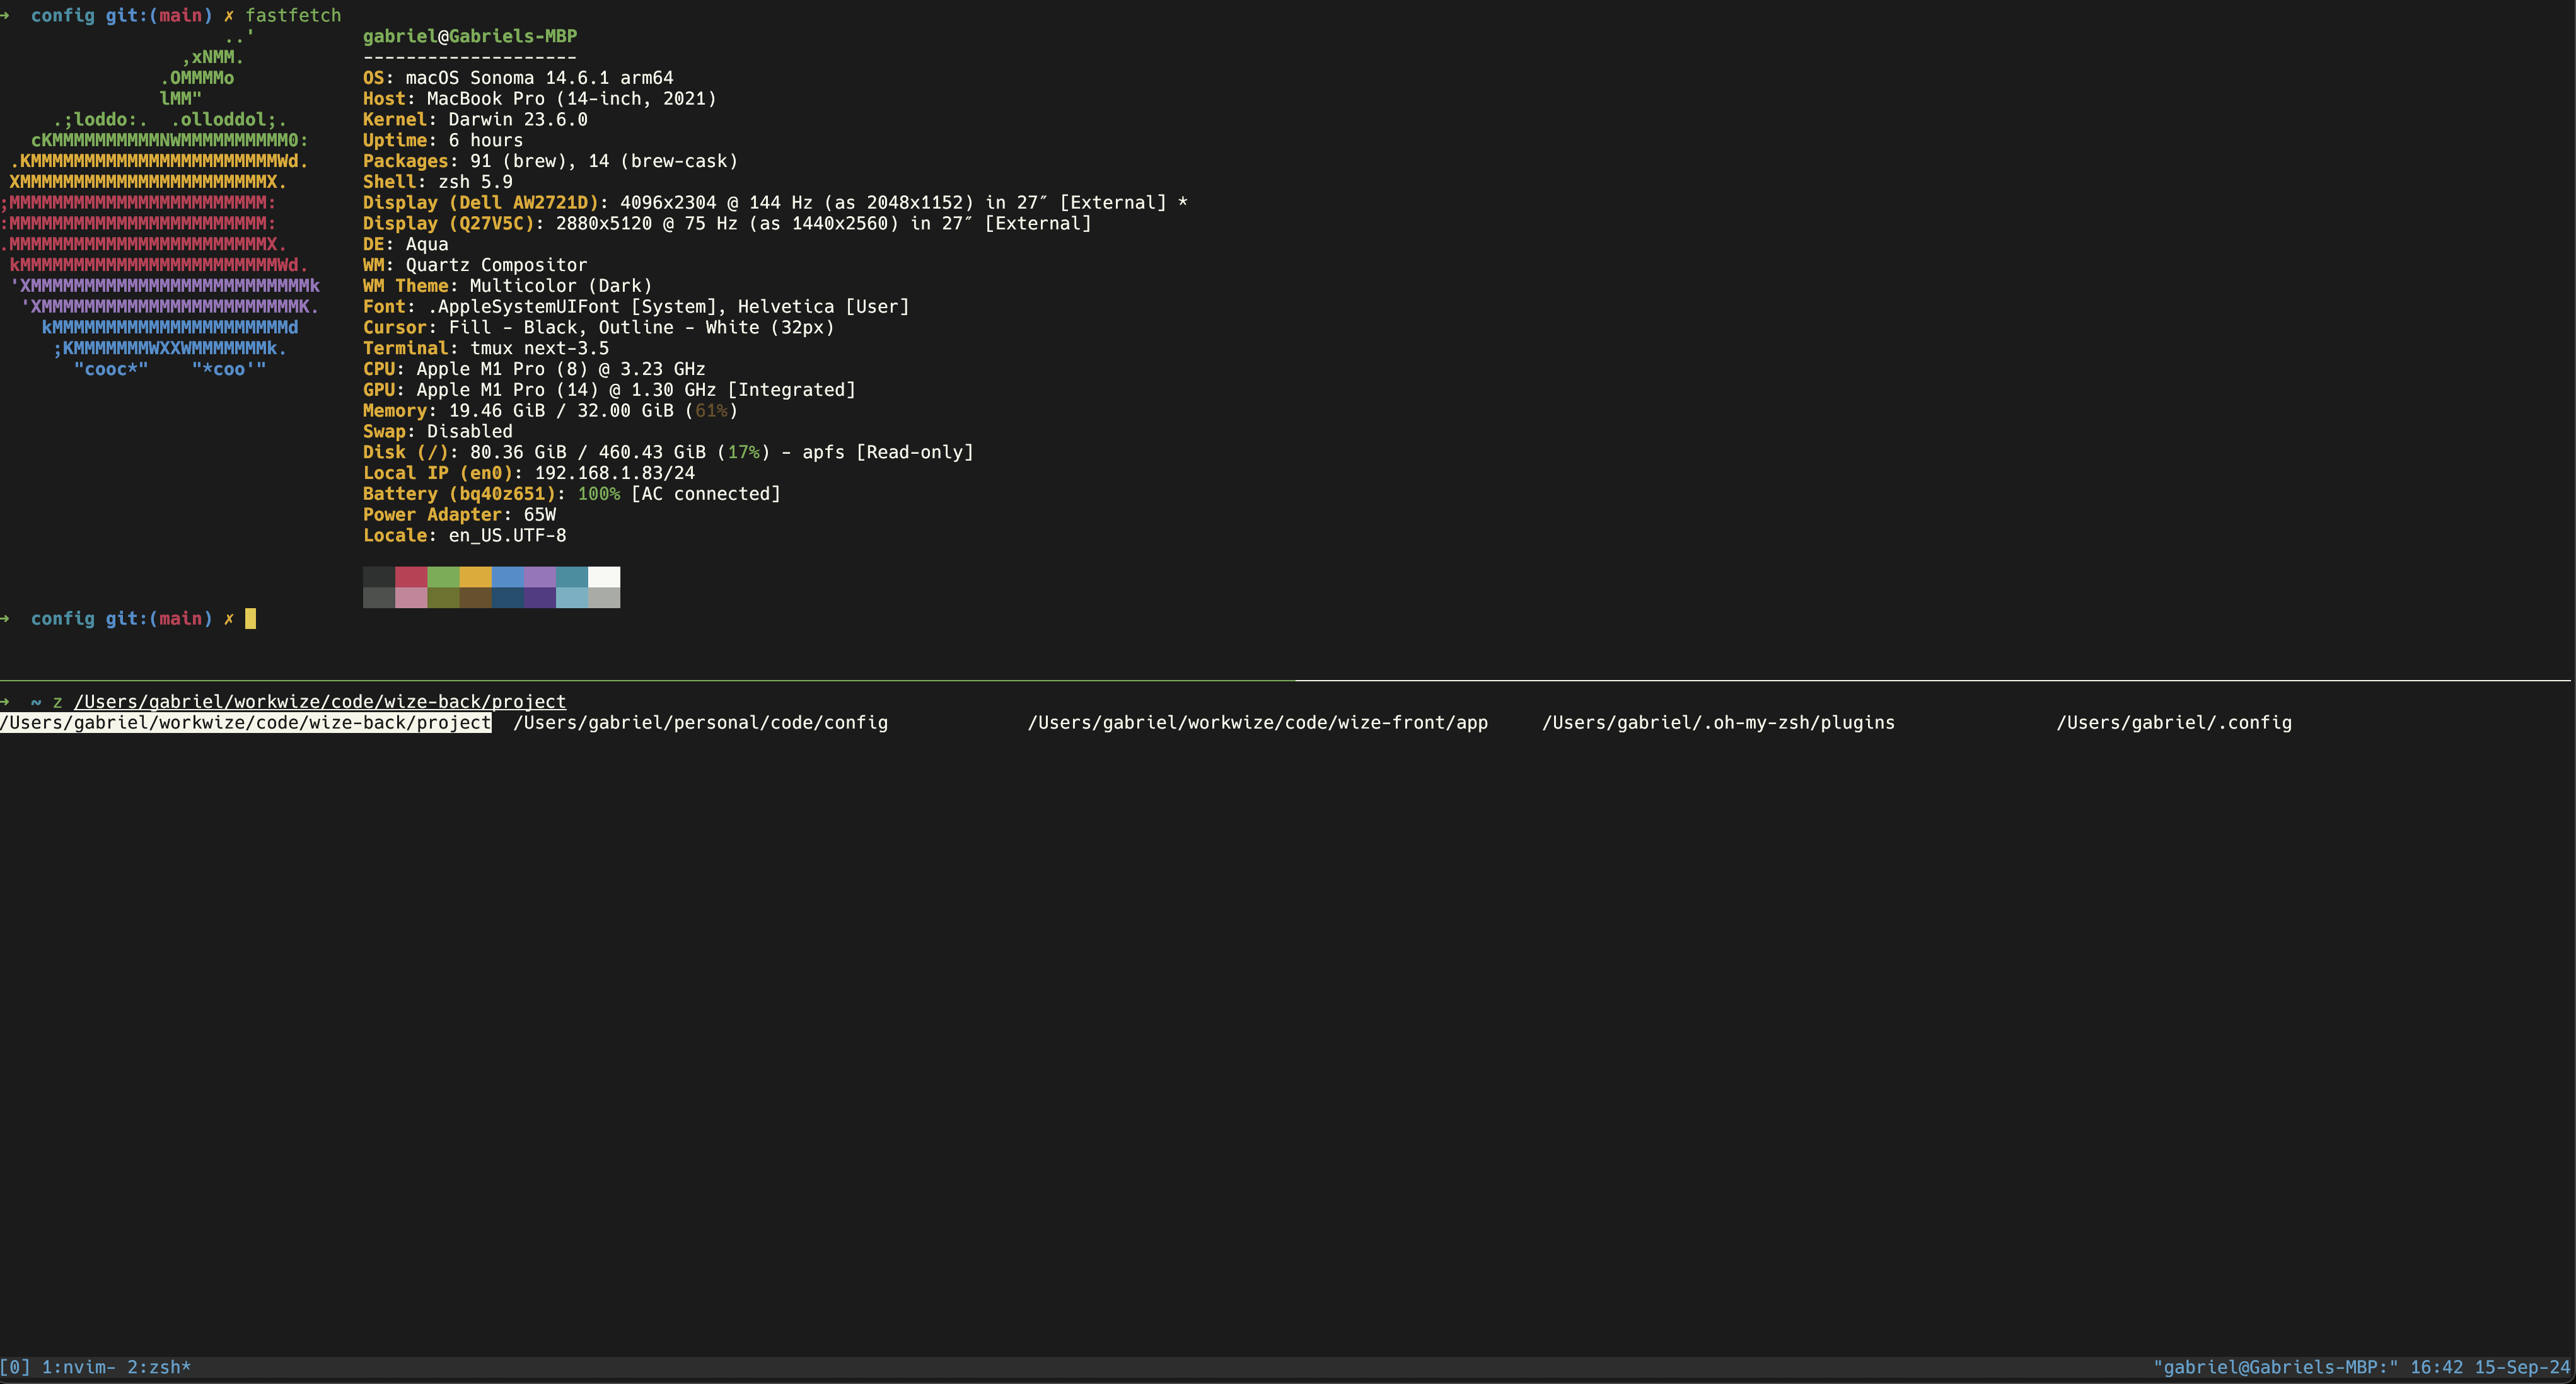 ➜  config git:(main) ✗ fastfetch
                     ..'          gabriel@Gabriels-MBP
                 ,xNMM.           --------------------
               .OMMMMo            OS: macOS Sonoma 14.6.1 arm64
               lMM"               Host: MacBook Pro (14-inch, 2021)
     .;loddo:.  .olloddol;.       Kernel: Darwin 23.6.0
   cKMMMMMMMMMMNWMMMMMMMMMM0:     Uptime: 6 hours
 .KMMMMMMMMMMMMMMMMMMMMMMMWd.     Packages: 91 (brew), 14 (brew-cask)
 XMMMMMMMMMMMMMMMMMMMMMMMX.       Shell: zsh 5.9
;MMMMMMMMMMMMMMMMMMMMMMMM:        Display (Dell AW2721D): 4096x2304 @ 144 Hz (as 2048x1152) in 27″ [External] *
:MMMMMMMMMMMMMMMMMMMMMMMM:        Display (Q27V5C): 2880x5120 @ 75 Hz (as 1440x2560) in 27″ [External]
.MMMMMMMMMMMMMMMMMMMMMMMMX.       DE: Aqua
 kMMMMMMMMMMMMMMMMMMMMMMMMWd.     WM: Quartz Compositor
 'XMMMMMMMMMMMMMMMMMMMMMMMMMMk    WM Theme: Multicolor (Dark)
  'XMMMMMMMMMMMMMMMMMMMMMMMMK.    Font: .AppleSystemUIFont [System], Helvetica [User]
    kMMMMMMMMMMMMMMMMMMMMMMd      Cursor: Fill - Black, Outline - White (32px)
     ;KMMMMMMMWXXWMMMMMMMk.       Terminal: tmux next-3.5
       "cooc*"    "*coo'"         CPU: Apple M1 Pro (8) @ 3.23 GHz
GPU: Apple M1 Pro (14) @ 1.30 GHz [Integrated]
Memory: 19.46 GiB / 32.00 GiB (61%)
Swap: Disabled
Disk (/): 80.36 GiB / 460.43 GiB (17%) - apfs [Read-only]
Local IP (en0): 192.168.1.83/24
Battery (bq40z651): 100% [AC connected]
Power Adapter: 65W
Locale: en_US.UTF-8
➜  config git:(main) ✗
➜  ~ z /Users/gabriel/workwize/code/wize-back/project
/Users/gabriel/workwize/code/wize-back/project  /Users/gabriel/personal/code/config  /Users/gabriel/workwize/code/wize-front/app  /Users/gabriel/.oh-my-zsh/plugins  /Users/gabriel/.config
[0] 1:nvim- 2:zsh*  "gabriel@Gabriels-MBP:" 16:42 15-Sep-24